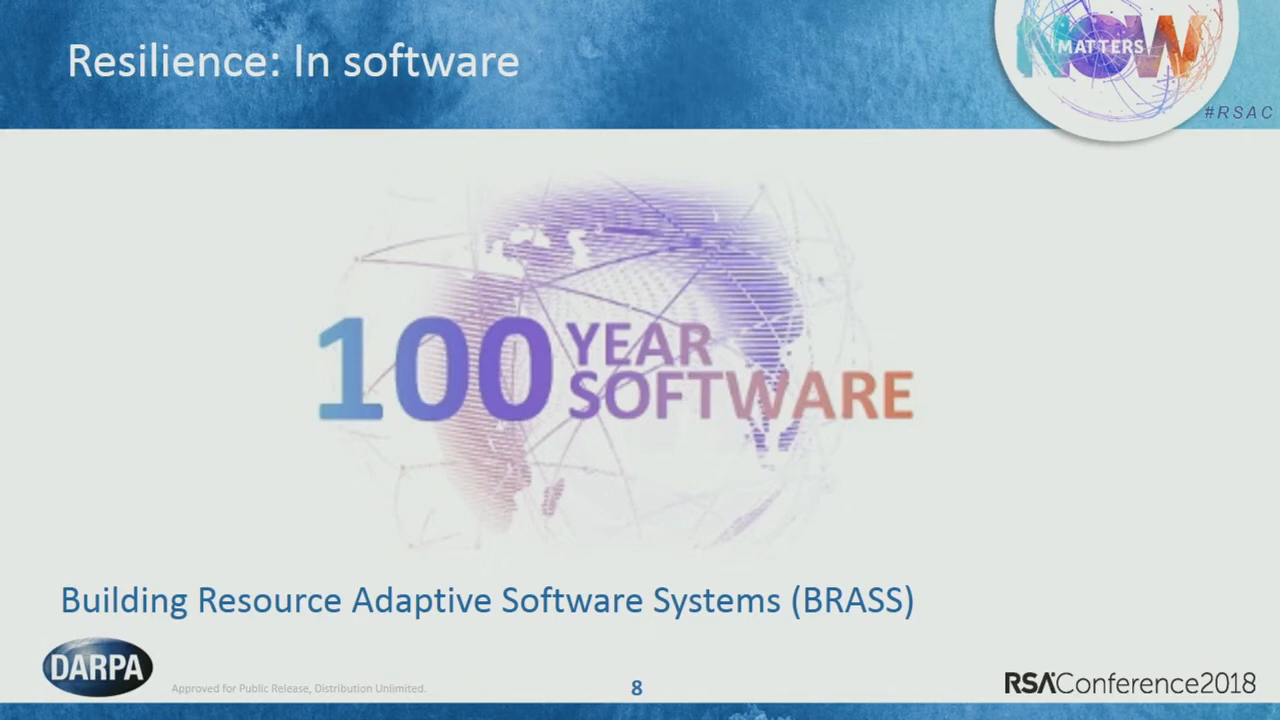 Resilience: In software
NOW
MATTERS
#RSAC
100 YEAR
SOFTWARE
Building Resource Adaptive Software Systems (BRASS)
DARPA
Approved for Public Release, Distribution Unlimited.
8
RSAConference2018